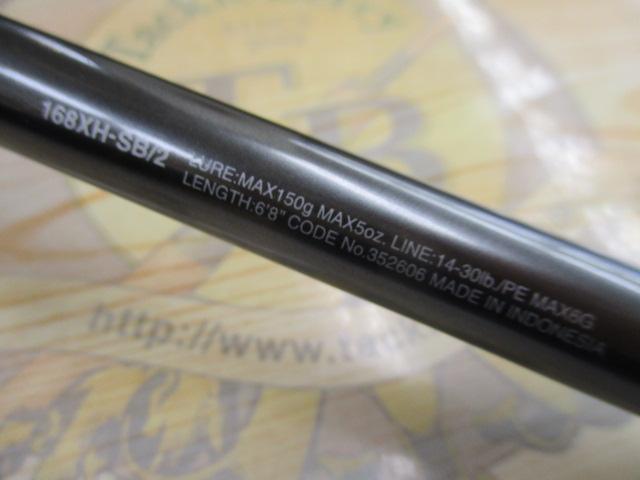 168XH-SB/2
LURE:MAX150g MAX5oz. LINE:14-30lb./PE MAX6G
LENGTH:6'8" CODE No.352606 MADE IN INDONESIA
http://www.